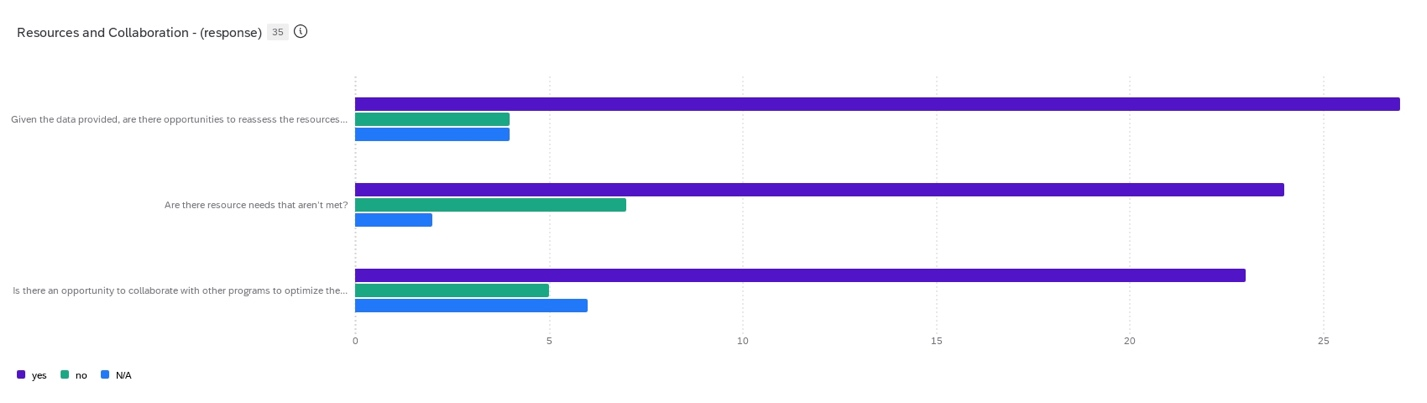 Resources and Collaboration - (response) 35
Given the data provided, are there opportunities to reassess the resources...
Are there resource needs that aren't met?
Is there an opportunity to collaborate with other programs to optimize the...
0 5 10 15 20 25
yes no N/A